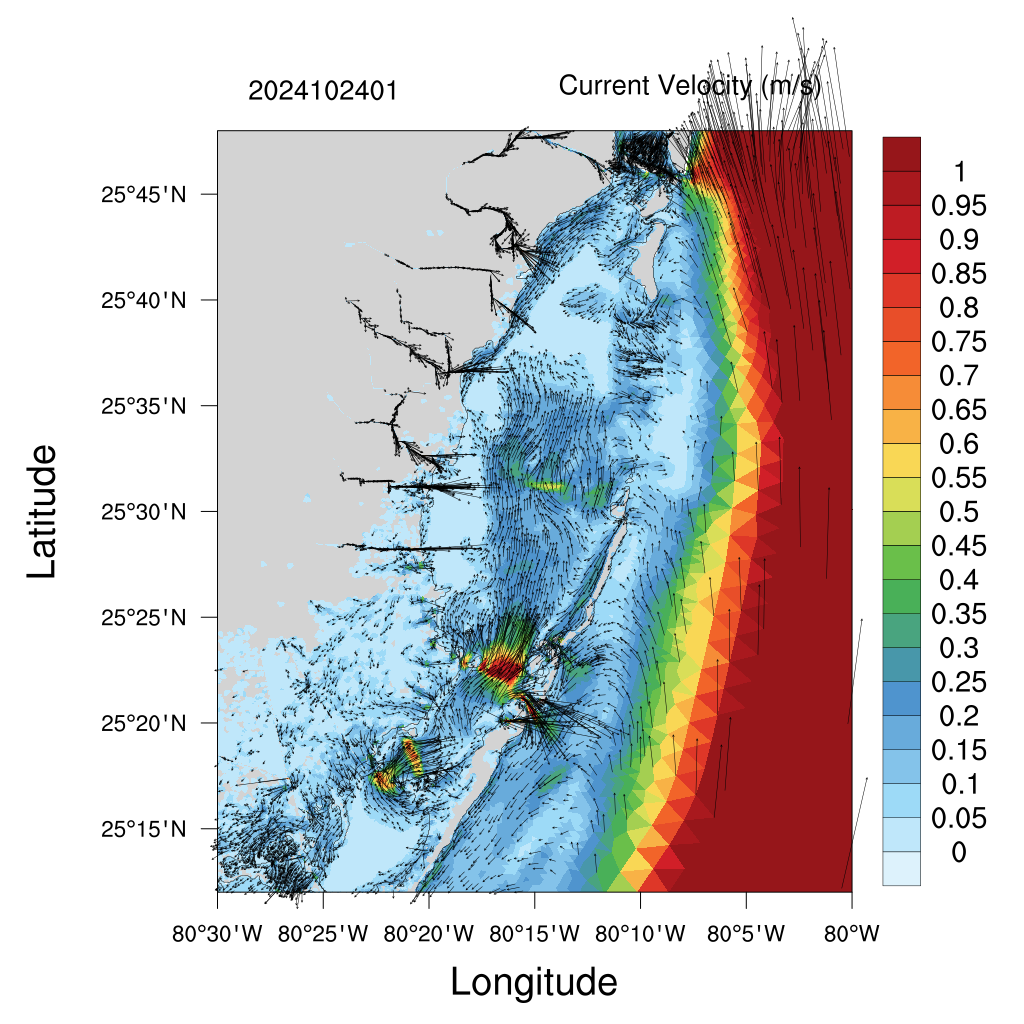 2024102401
Current Velocity (m/s)
25°45'N
25°40'N
25°35'N
25°30'N
25°25'N
25°20'N
25°15'N
Latitude
80°30'W 80°25'W 80°20'W 80°15'W 80°10'W 80°5'W 80°W
Longitude
1
0.95
0.9
0.85
0.8
0.75
0.7
0.65
0.6
0.55
0.5
0.45
0.4
0.35
0.3
0.25
0.2
0.15
0.1
0.05
0